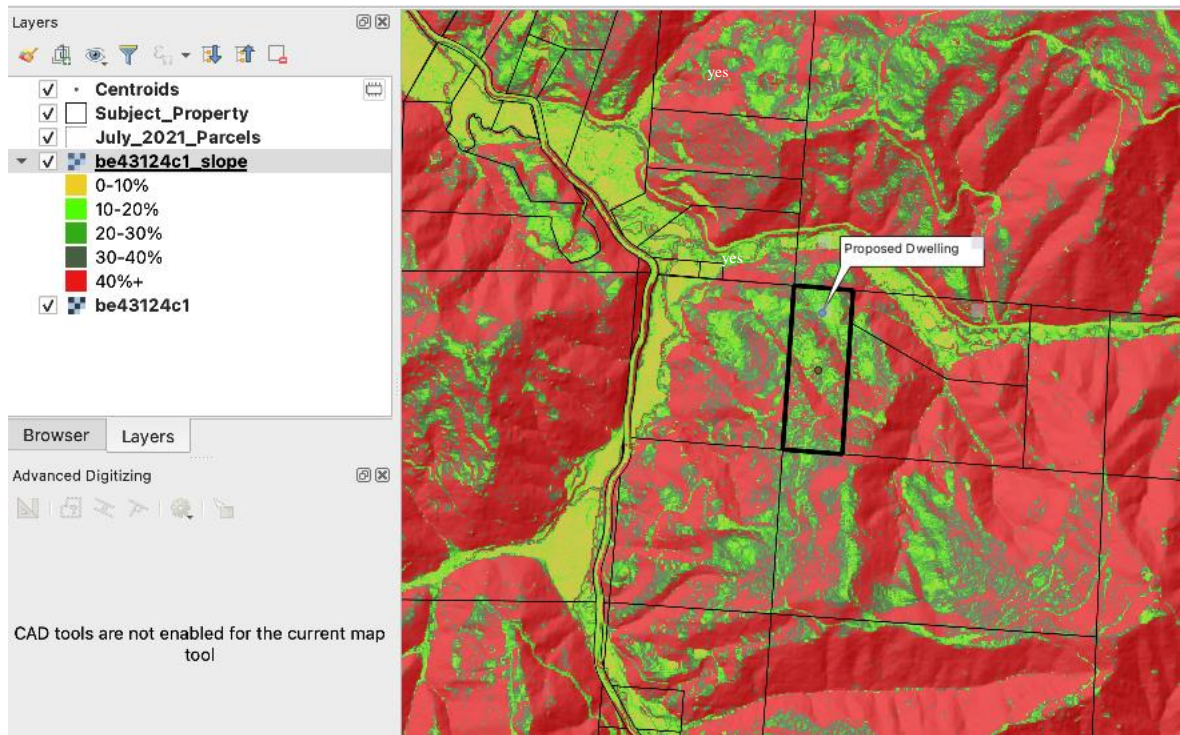 Layers
Centroids
Subject_Property
July_2021_Parcels
be43124c1_slope
0-10%
10-20%
20-30%
30-40%
40%+
be43124c1
Browser
Layers
Advanced Digitizing
CAD tools are not enabled for the current map
tool
yes
yes
Proposed Dwelling